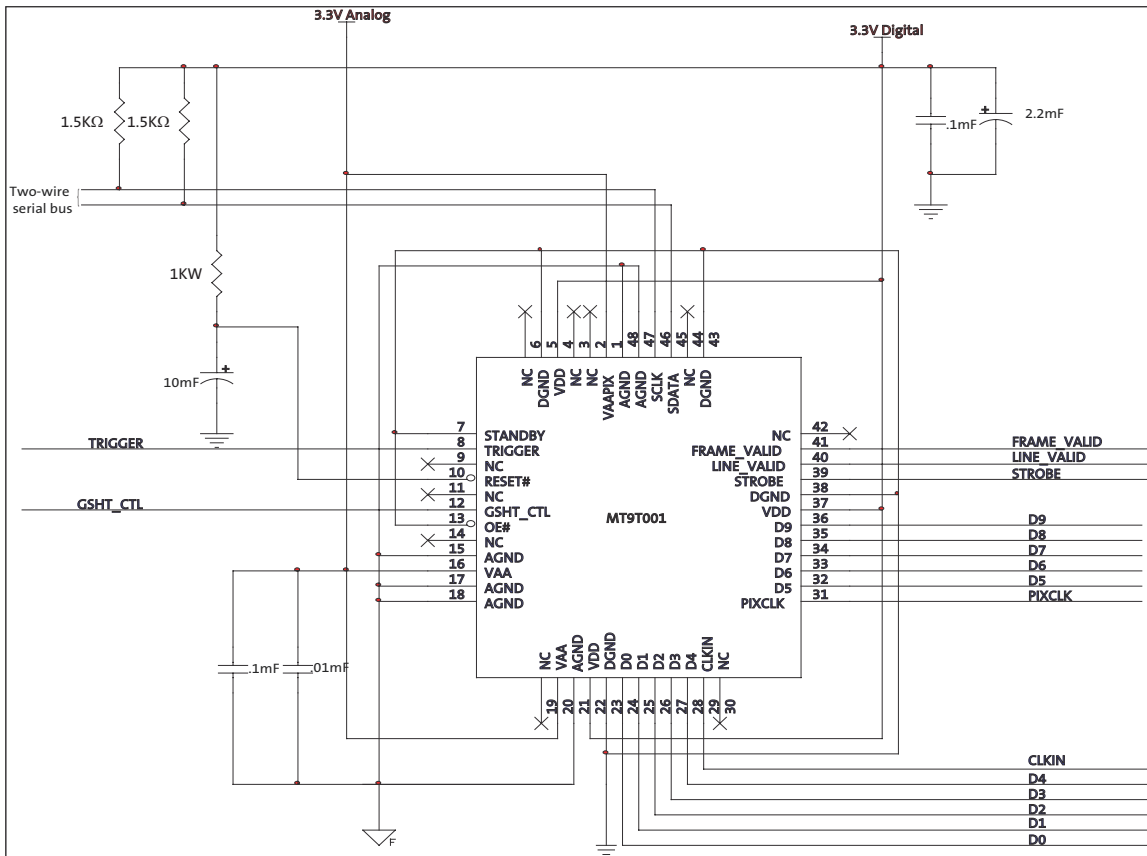 3.3V Analog
3.3V Digital
1.5KΩ 1.5KΩ
.1mF
2.2mF
Two-wire
serial bus
1KW
10mF
6 5 4 3 2 1 48 47 46 45 44 43
NC DGND VDD NC NC VAAPIX AGND AGND SCLK SDATA NC DGND
TRIGGER
GSHT_CTL
7 STANDBY
8 TRIGGER
9 NC
10 RESET#
11 NC
12 GSHT_CTL
13 OE#
14 NC
15 AGND
16 VAA
17 AGND
18 AGND
MT9T001
NC 42
FRAME_VALID 41 FRAME_VALID
LINE_VALID 40 LINE_VALID
STROBE 39 STROBE
DGND 38
VDD 37
D9 36 D9
D8 35 D8
D7 34 D7
D6 33 D6
D5 32 D5
PIXCLK 31 PIXCLK
NC VAA AGND VDD DGND D0 D1 D2 D3 D4 CLKIN NC
19 20 21 22 23 24 25 26 27 28 29 30
.1mF .01mF
F
CLKIN
D4
D3
D2
D1
D0